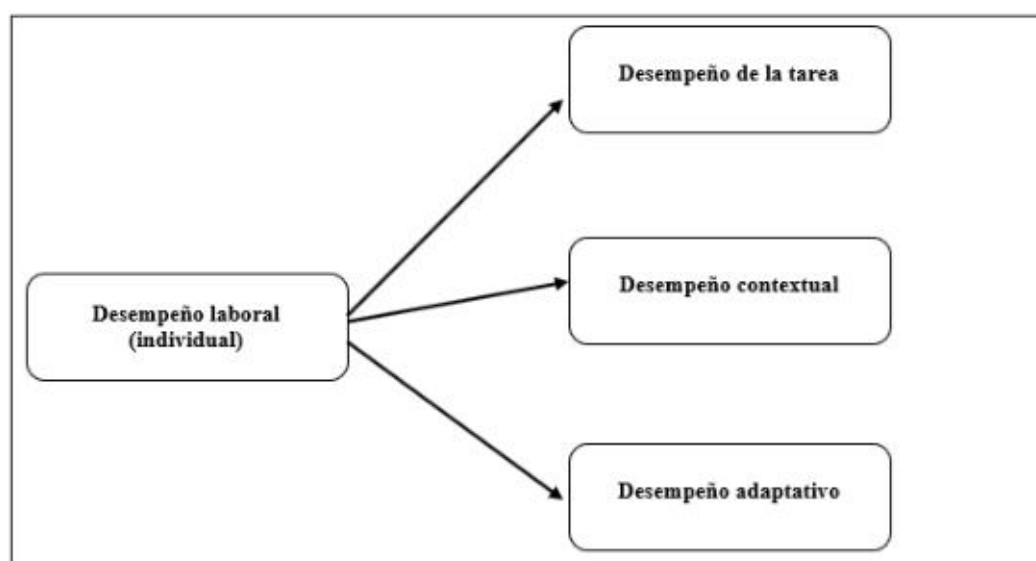 Desempeño de la tarea
Desempeño contextual
Desempeño laboral
(individual)
Desempeño adaptativo